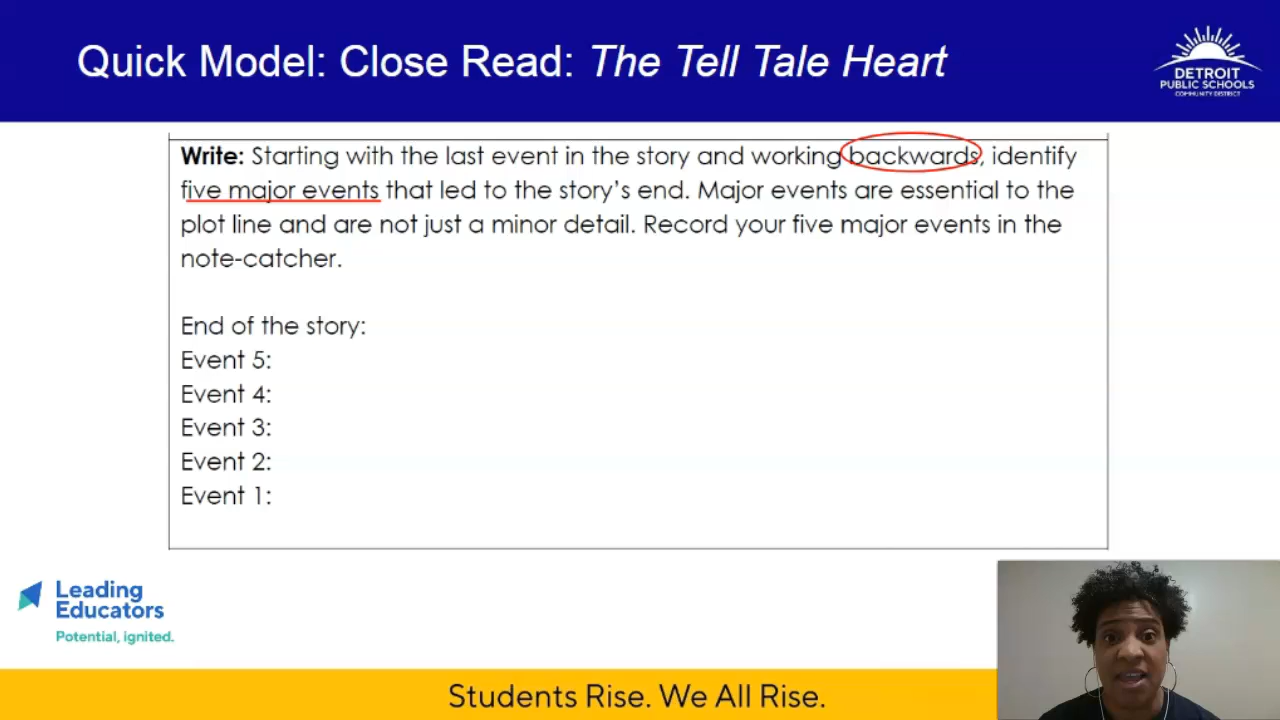 Quick Model: Close Read: The Tell Tale Heart
DETROIT
PUBLIC SCHOOLS
COMMUNITY DISTRICT
Write: Starting with the last event in the story and working backwards, identify
five major events that led to the story's end. Major events are essential to the
plot line and are not just a minor detail. Record your five major events in the
note-catcher.
End of the story:
Event 5:
Event 4:
Event 3:
Event 2:
Event 1:
Leading
Educators
Potential, ignited.
Students Rise. We All Rise.